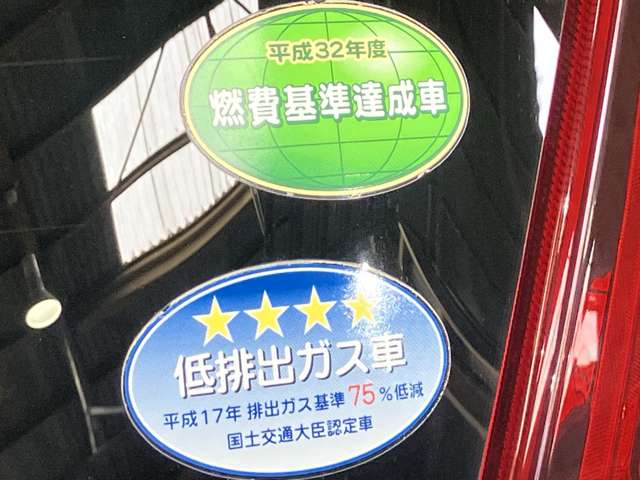 平成32年度
燃費基準達成車
低排出ガス車
平成17年 排出ガス基準 75%低減
国土交通大臣認定車